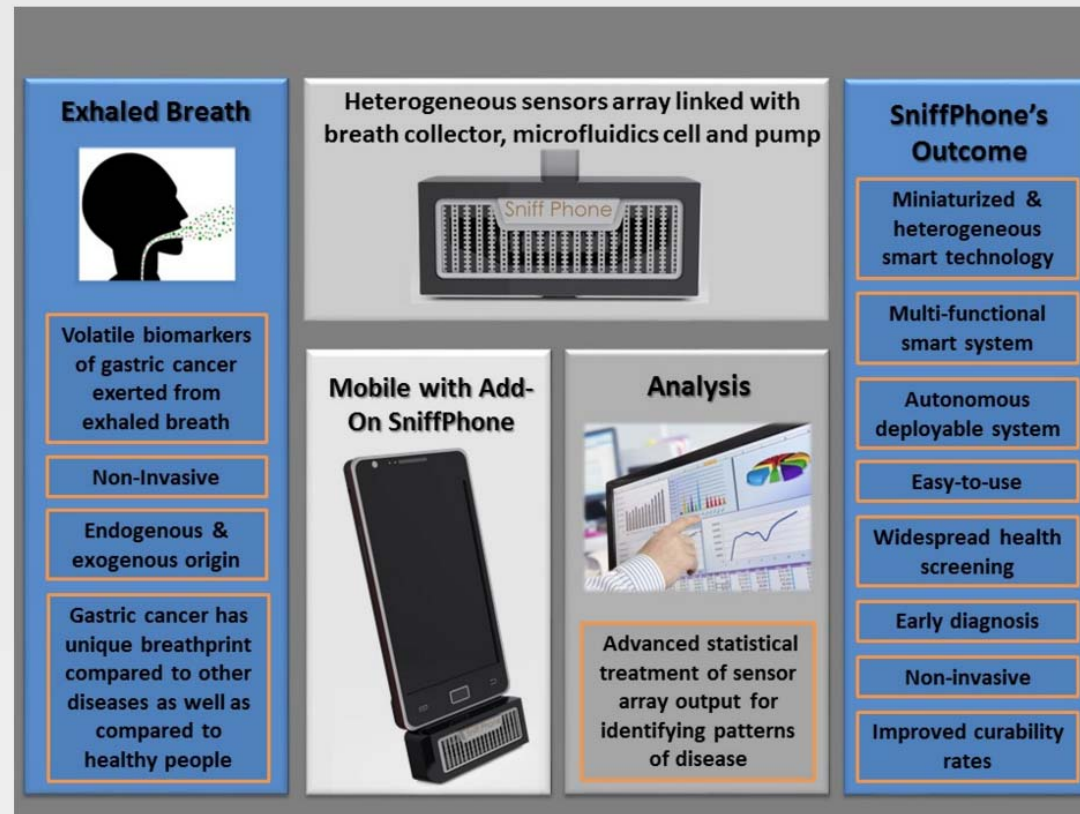 Exhaled Breath
Volatile biomarkers
of gastric cancer
exerted from
exhaled breath
Non-Invasive
Endogenous &
exogenous origin
Gastric cancer has
unique breathprint
compared to other
diseases as well as
compared to
healthy people
Heterogeneous sensors array linked with
breath collector, microfluidics cell and pump
Sniff Phone
Mobile with Add-
On SniffPhone
Sniff Phone
Analysis
Advanced statistical
treatment of sensor
array output for
identifying patterns
of disease
SniffPhone's
Outcome
Miniaturized &
heterogeneous
smart technology
Multi-functional
smart system
Autonomous
deployable system
Easy-to-use
Widespread health
screening
Early diagnosis
Non-invasive
Improved curability
rates